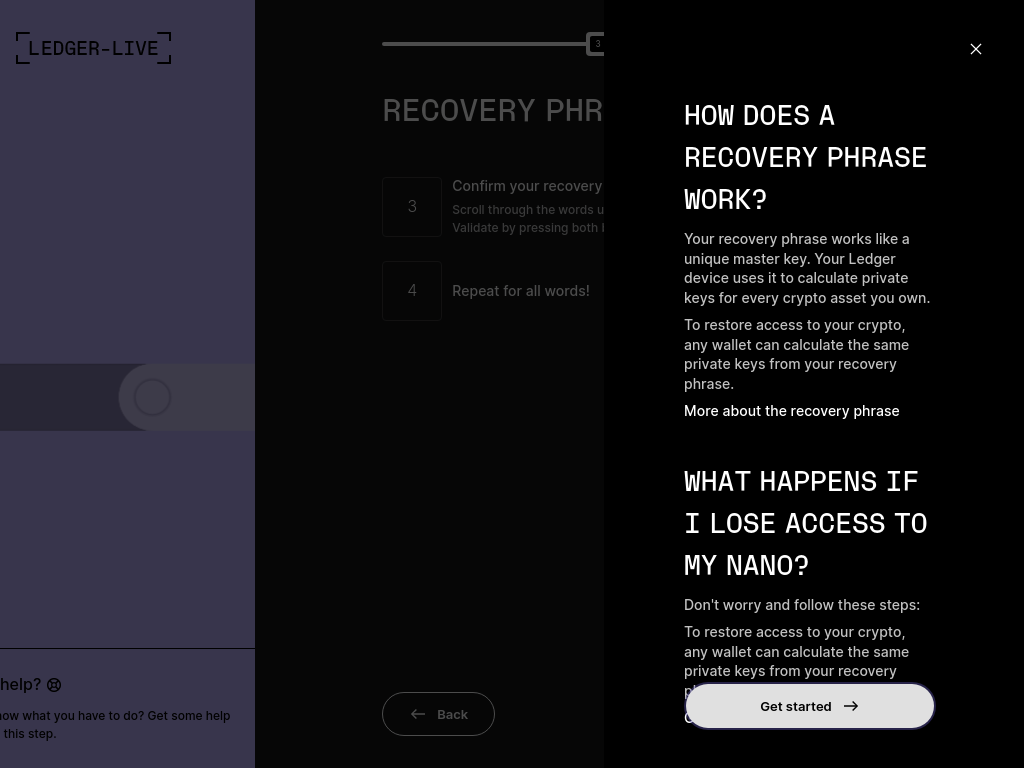 LEDGER-LIVE
help?
now what you have to do? Get some help
this step.
3
RECOVERY PHR
3
Confirm your recovery
Scroll through the words u
Validate by pressing both
4
Repeat for all words!
Back
HOW DOES A
RECOVERY PHRASE
WORK?
Your recovery phrase works like a
unique master key. Your Ledger
device uses it to calculate private
keys for every crypto asset you own.
To restore access to your crypto,
any wallet can calculate the same
private keys from your recovery
phrase.
More about the recovery phrase
WHAT HAPPENS IF
I LOSE ACCESS TO
MY NANO?
Don't worry and follow these steps:
To restore access to your crypto,
any wallet can calculate the same
private keys from your recovery
Get started